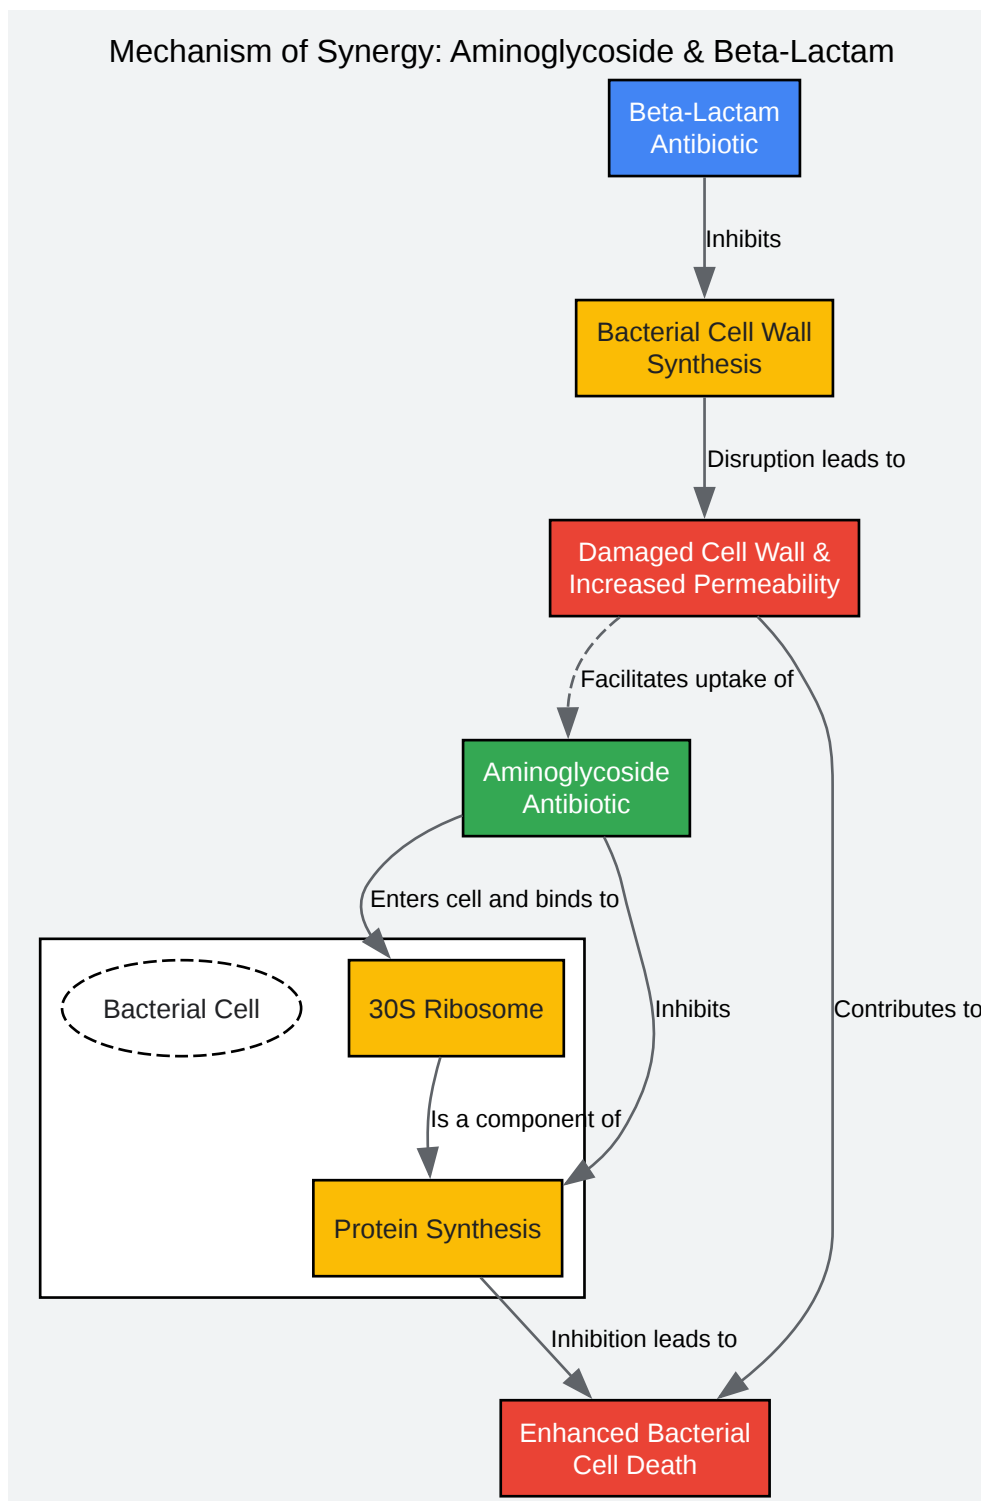 Mechanism of Synergy: Aminoglycoside & Beta-Lactam
Beta-Lactam
Antibiotic
Inhibits
Bacterial Cell Wall
Synthesis
Disruption leads to
Damaged Cell Wall &
Increased Permeability
Facilitates uptake of
Aminoglycoside
Antibiotic
Enters cell and binds to
Bacterial Cell
30S Ribosome
Inhibits
Contributes to
Is a component of
Protein Synthesis
Inhibition leads to
Enhanced Bacterial
Cell Death